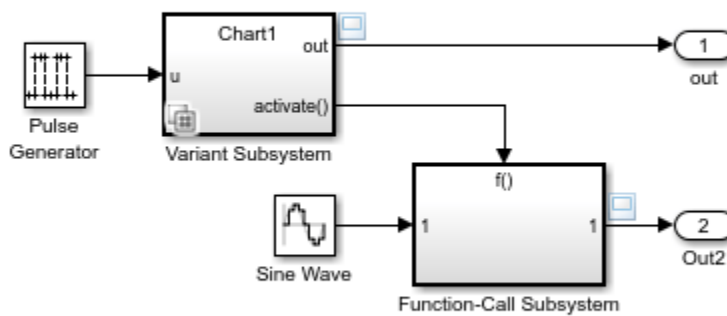 Chart1
out
u
activate()
1
out
Pulse
Generator
Variant Subsystem
f()
1
1
2
Out2
Sine Wave
Function-Call Subsystem